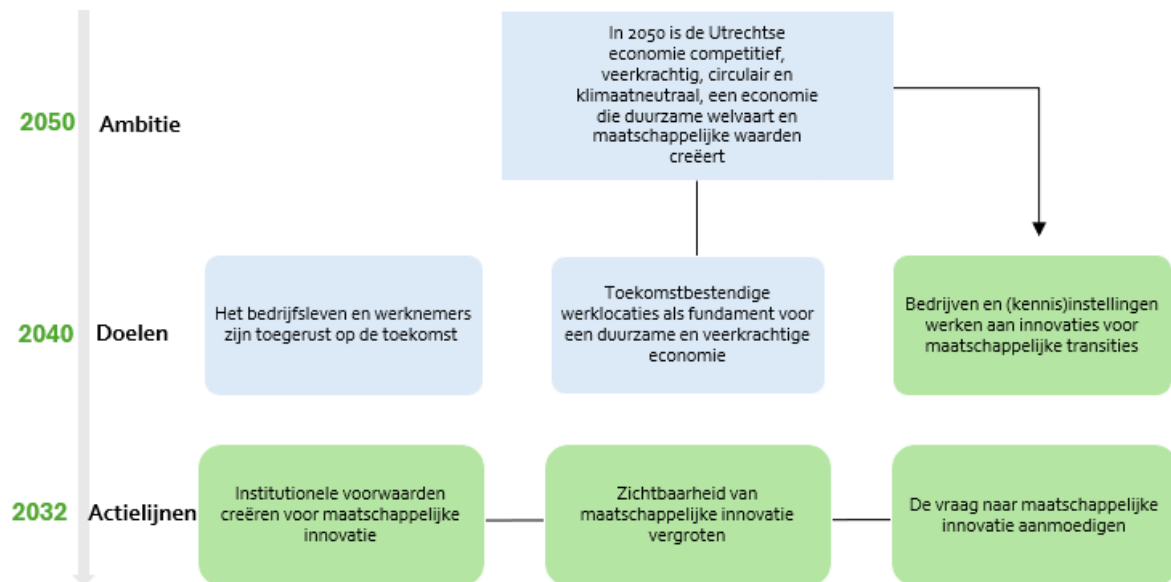 In 2050 is de Utrechtse
economie competitief,
veerkrachtig, circulair en
klimaatneutraal, een economie
die duurzame welvaart en
maatschappelijke waarden
creëert
2050 Ambitie
Het bedrijfsleven en werknemers
zijn toegerust op de toekomst
Toekomstbestendige
werklocaties als fundament voor
een duurzame en veerkrachtige
economie
Bedrijven en (kennis)instellingen
werken aan innovaties voor
maatschappelijke transities
2040 Doelen
Institutionele voorwaarden
creëren voor maatschappelijke
innovatie
Zichtbaarheid van
maatschappelijke innovatie
vergroten
De vraag naar maatschappelijke
innovatie aanmoedigen
2032 Actielijnen